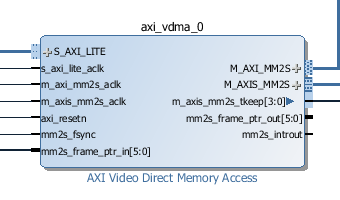 axi_vdma_0
S_AXI_LITE
s_axi_lite_aclk
m_axi_mm2s_aclk
m_axis_mm2s_aclk
axi_resetn
mm2s_fsync
mm2s_frame_ptr_in[5:0]
M_AXI_MM2S
M_AXIS_MM2S
m_axis_mm2s_tkeep[3:0]
mm2s_frame_ptr_out[5:0]
mm2s_introut
AXI Video Direct Memory Access